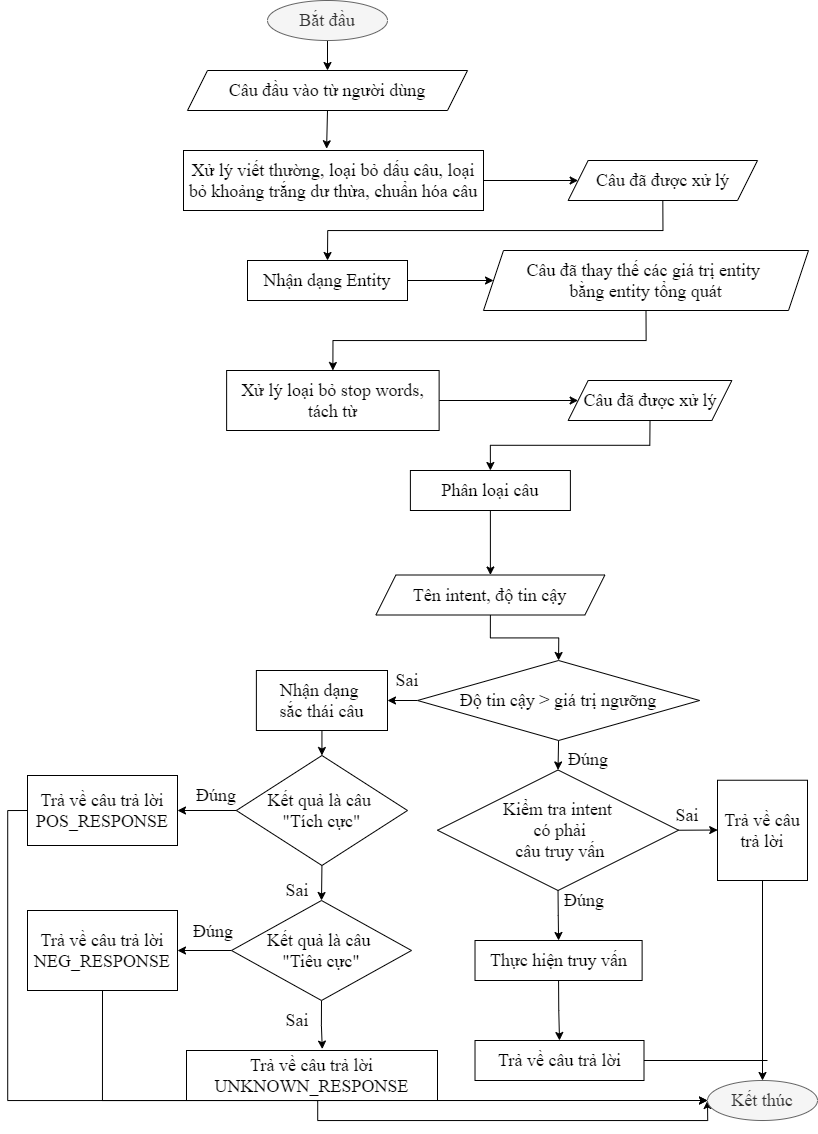 Bắt đầu
Câu đầu vào từ người dùng
Xử lý viết thường, loại bỏ dấu câu, loại
bỏ khoảng trắng dư thừa, chuẩn hóa câu
Câu đã được xử lý
Nhận dạng Entity
Câu đã thay thế các giá trị entity
bằng entity tổng quát
Xử lý loại bỏ stop words,
tách từ
Câu đã được xử lý
Phân loại câu
Tên intent, độ tin cậy
Độ tin cậy > giá trị ngưỡng
Sai
Nhận dạng
sắc thái câu
Đúng
Kết quả là câu
"Tích cực"
Đúng
Trả về câu trả lời
POS_RESPONSE
Kiểm tra intent
có phải
câu truy vấn
Sai
Trả về câu
trả lời
Sai
Đúng
Kết quả là câu
"Tiêu cực"
Đúng
Trả về câu trả lời
NEG_RESPONSE
Thực hiện truy vấn
Sai
Trả về câu trả lời
UNKNOWN_RESPONSE
Trả về câu trả lời
Kết thúc